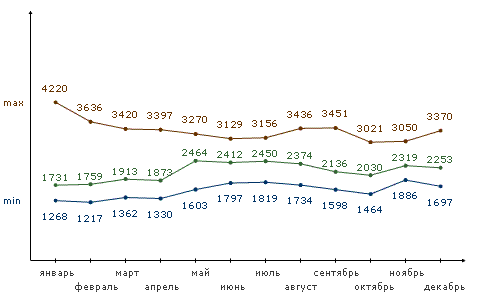 4220 3636 3420 3397 3270 3129 3156 3436 3451 3021 3050 3370
max
1731 1759 1913 1873 2464 2412 2450 2374 2136 2030 2319 2253
min
1268 1217 1362 1330 1603 1797 1819 1734 1598 1464 1886 1697
январь март май июль сентябрь ноябрь
февраль апрель июнь август октябрь декабрь